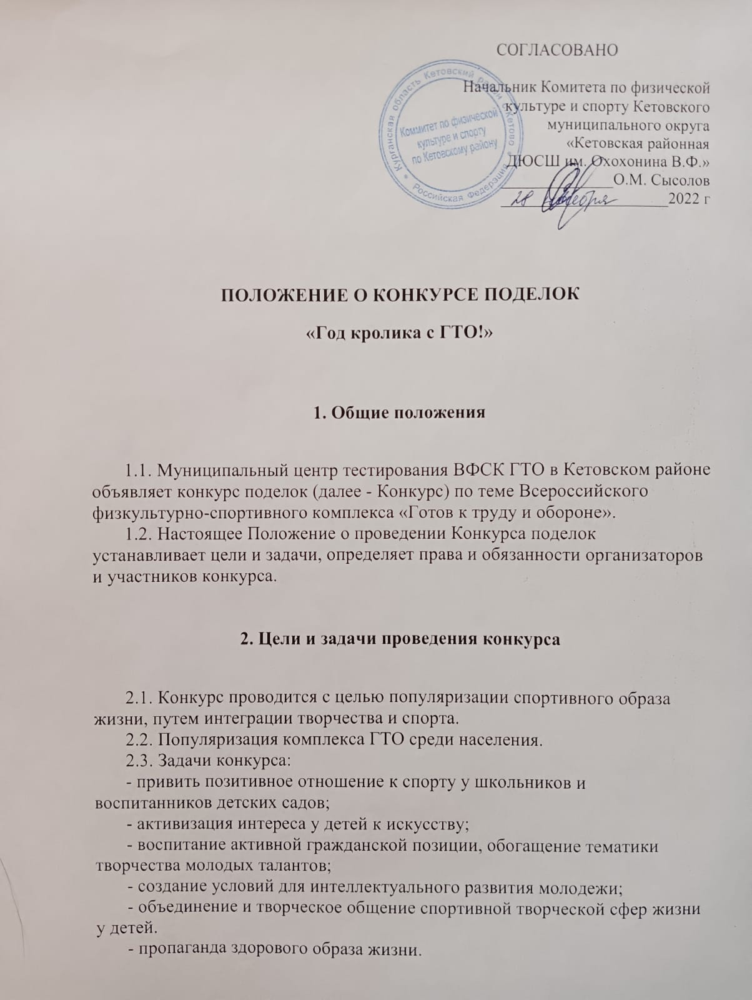 СОГЛАСОВАНО
Начальник Комитета по физической
культуре и спорту Кетовского
муниципального округа
«Кетовская районная
ДЮСШ им. Охохонина В.Ф.»
О.М. Сысолов
28 ноября 2022 г
Курганская область Кетовский район с.Кетово * Российская Федерация *
Коммитет по физической
культуре и спорту
по Кетовскому району
ПОЛОЖЕНИЕ О КОНКУРСЕ ПОДЕЛОК
«Год кролика с ГТО!»
1. Общие положения
1.1. Муниципальный центр тестирования ВФСК ГТО в Кетовском районе
объявляет конкурс поделок (далее - Конкурс) по теме Всероссийского
физкультурно-спортивного комплекса «Готов к труду и обороне».
1.2. Настоящее Положение о проведении Конкурса поделок
устанавливает цели и задачи, определяет права и обязанности организаторов
и участников конкурса.
2. Цели и задачи проведения конкурса
2.1. Конкурс проводится с целью популяризации спортивного образа
жизни, путем интеграции творчества и спорта.
2.2. Популяризация комплекса ГТО среди населения.
2.3. Задачи конкурса:
- привить позитивное отношение к спорту у школьников и
воспитанников детских садов;
- активизация интереса у детей к искусству;
- воспитание активной гражданской позиции, обогащение тематики
творчества молодых талантов;
- создание условий для интеллектуального развития молодежи;
- объединение и творческое общение спортивной творческой сфер жизни
у детей.
- пропаганда здорового образа жизни.